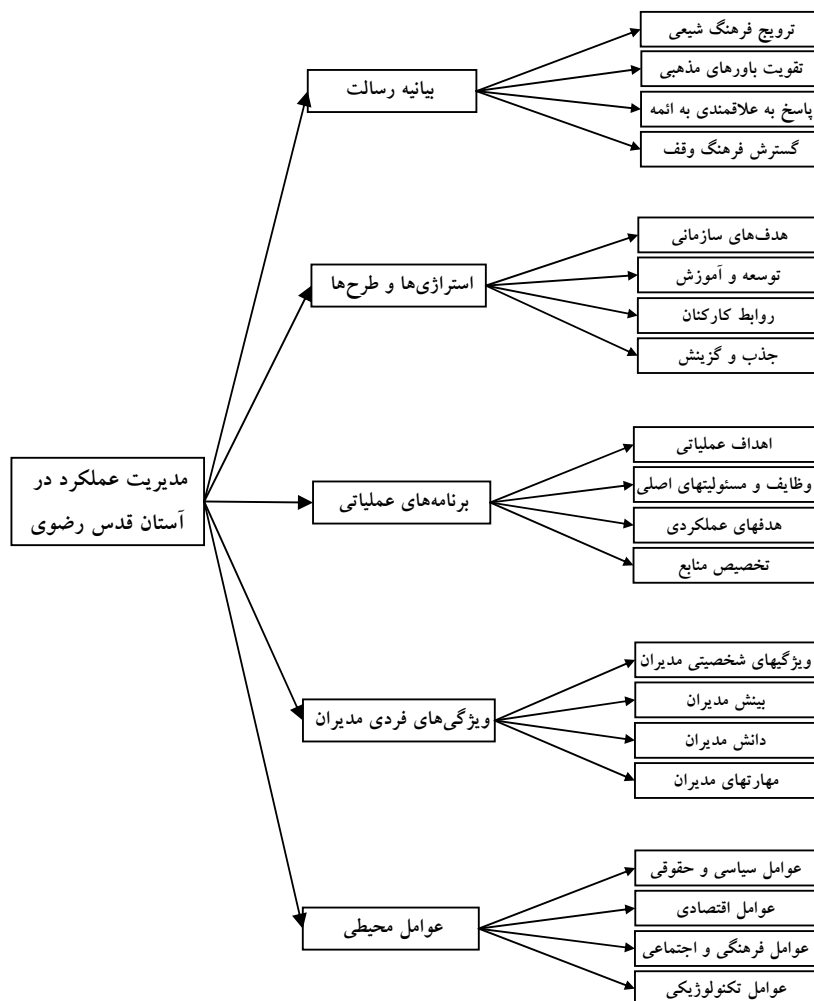 مدیریت عملکرد در
آستان قدس رضوی
بیانیه رسالت
ترویج فرهنگ شیعی
تقویت باورهای مذهبی
پاسخ به علاقمندی به ائمه
گسترش فرهنگ وقف
استراتژی‌ها و طرح‌ها
هدف‌های سازمانی
توسعه و آموزش
روابط کارکنان
جذب و گزینش
برنامه‌های عملیاتی
اهداف عملیاتی
وظایف و مسئولیتهای اصلی
هدفهای عملکردی
تخصیص منابع
ویژگی‌های فردی مدیران
ویژگیهای شخصیتی مدیران
بینش مدیران
دانش مدیران
مهارتهای مدیران
عوامل محیطی
عوامل سیاسی و حقوقی
عوامل اقتصادی
عوامل فرهنگی و اجتماعی
عوامل تکنولوژیکی